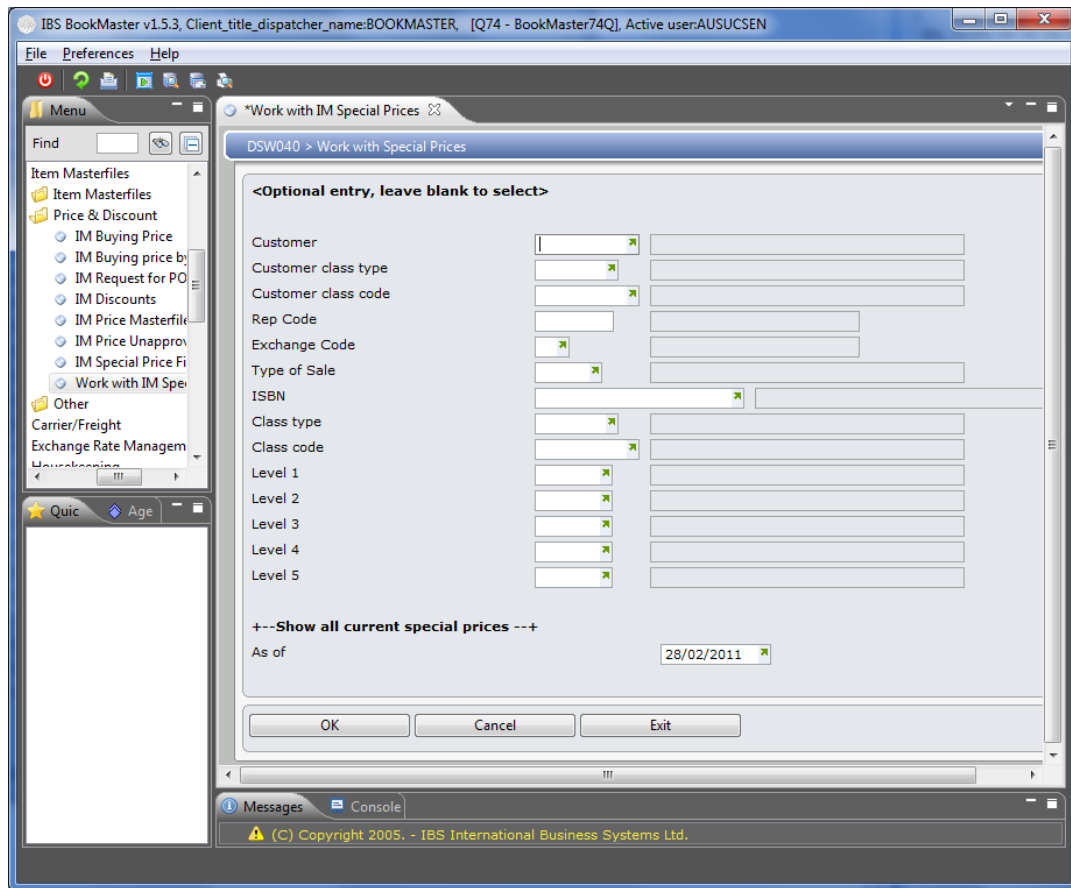 IBS BookMaster v1.5.3, Client_title_dispatcher_name:BOOKMASTER, [Q74 - BookMaster74Q], Active user:AUSUCSEN
File Preferences Help
Menu
Find
Item Masterfiles
Item Masterfiles
Price & Discount
IM Buying Price
IM Buying price by
IM Request for PO
IM Discounts
IM Price Masterfile
IM Price Unapprov
IM Special Price Fi
Work with IM Spe
Other
Carrier/Freight
Exchange Rate Managem
Housekeeping
Quic Age
*Work with IM Special Prices
DSW040 > Work with Special Prices
<Optional entry, leave blank to select>
Customer
Customer class type
Customer class code
Rep Code
Exchange Code
Type of Sale
ISBN
Class type
Class code
Level 1
Level 2
Level 3
Level 4
Level 5
+--Show all current special prices --+
As of 28/02/2011
OK Cancel Exit
Messages Console
(C) Copyright 2005. - IBS International Business Systems Ltd.